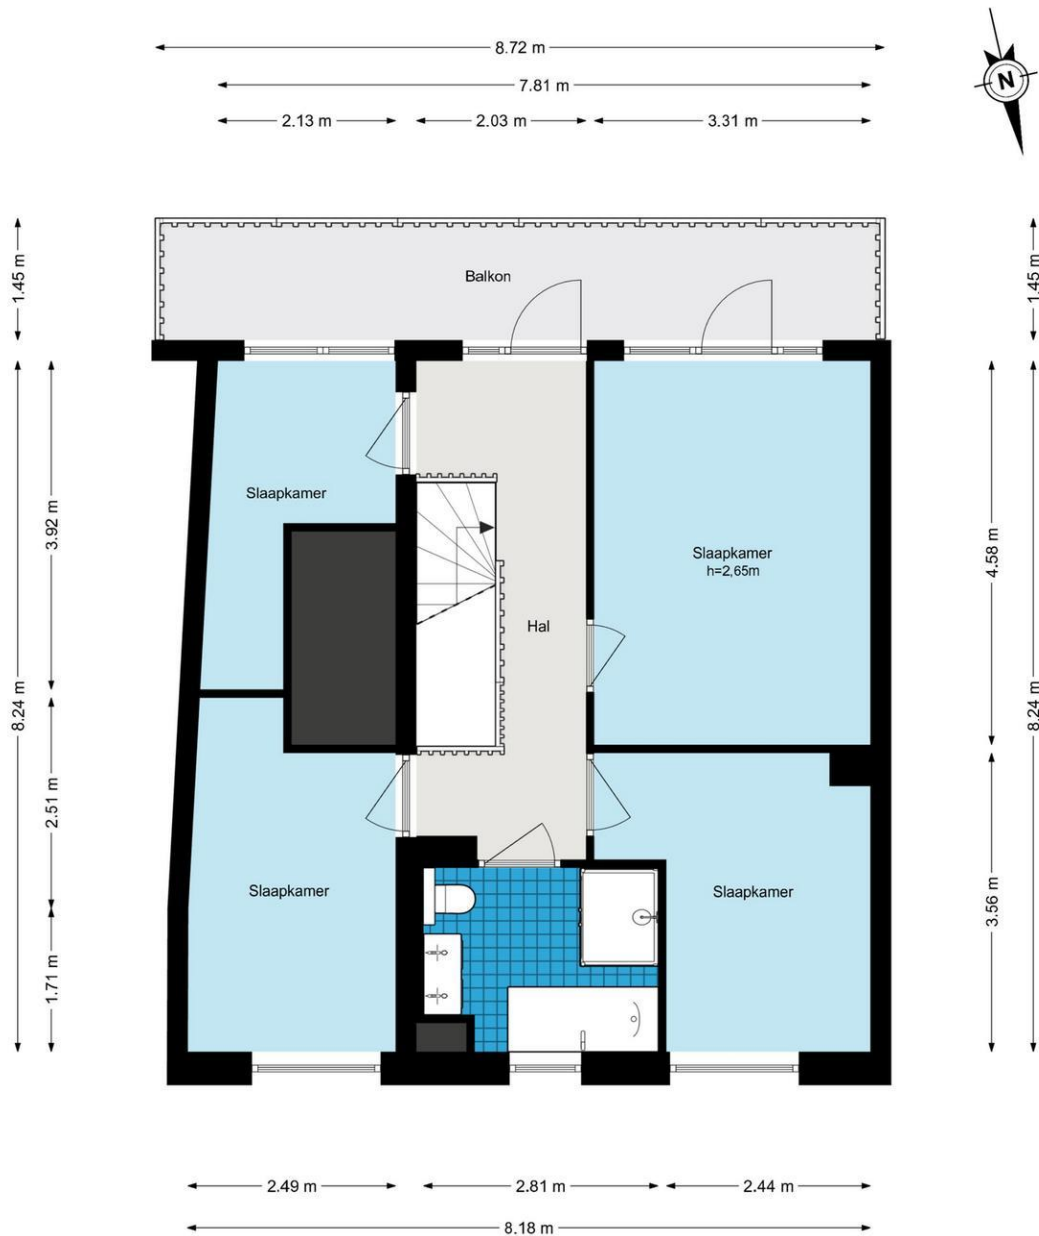 8.72 m
7.81 m
2.13 m
2.03 m
3.31 m
N
1.45 m
1.45 m
Balkon
Slaapkamer
3.92 m
Slaapkamer
h=2,65m
4.58 m
Hal
8.24 m
8.24 m
2.51 m
Slaapkamer
Slaapkamer
3.56 m
1.71 m
2.49 m
2.81 m
2.44 m
8.18 m